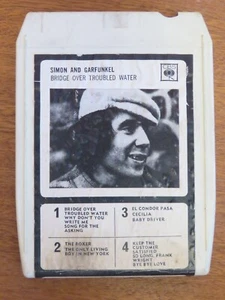 SIMON AND GARFUNKEL
BRIDGE OVER TROUBLED WATER
CBS
1 BRIDGE OVER
TROUBLED WATER
WHY DON'T YOU
WRITE ME
SONG FOR THE
ASKING
2 THE BOXER
THE ONLY LIVING
BOY IN NEW YORK
3 EL CONDOR PASA
CECILIA
BABY DRIVER
4 KEEP THE
CUSTOMER
SATISFIED
SO LONG, FRANK
WRIGHT
BYE BYE LOVE